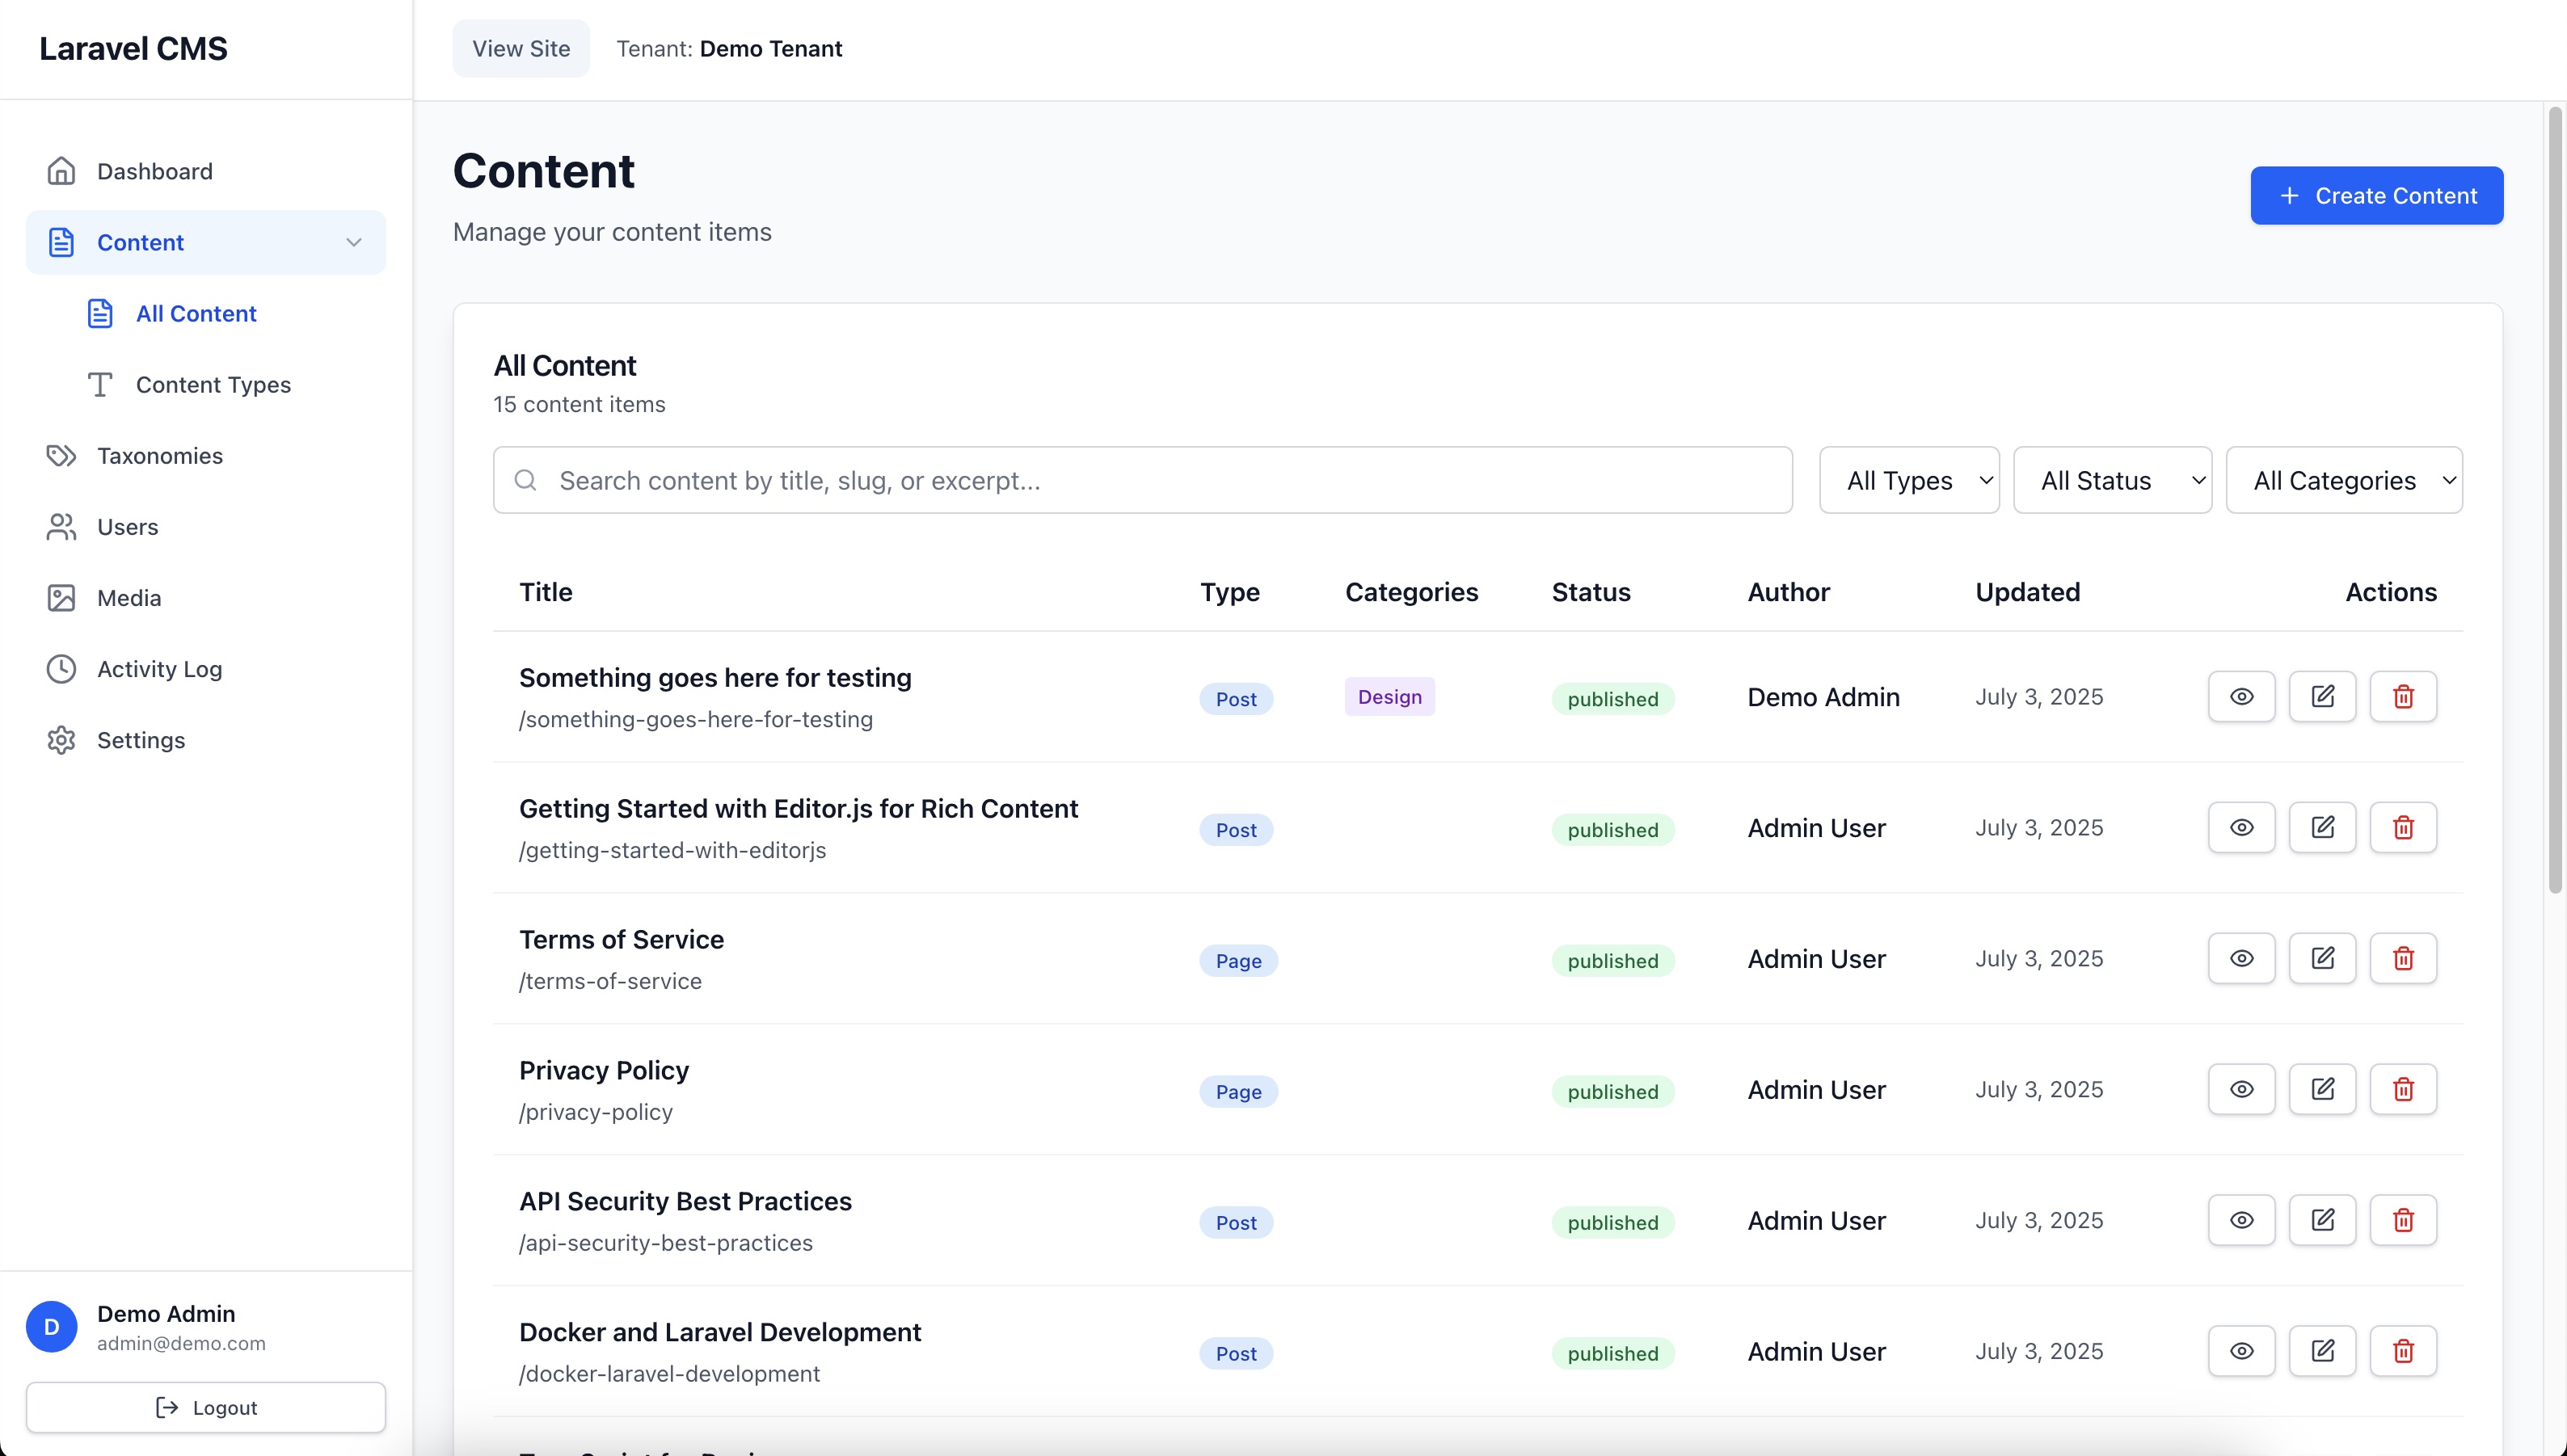 Laravel CMS
View Site
Tenant: Demo Tenant
Dashboard
Content
All Content
Content Types
Taxonomies
Users
Media
Activity Log
Settings
D
Demo Admin
admin@demo.com
Logout
Content
Manage your content items
+ Create Content
All Content
15 content items
Search content by title, slug, or excerpt...
All Types
All Status
All Categories
Title Type Categories Status Author Updated Actions
Something goes here for testing
/something-goes-here-for-testing
Post Design published Demo Admin July 3, 2025
Getting Started with Editor.js for Rich Content
/getting-started-with-editorjs
Post published Admin User July 3, 2025
Terms of Service
/terms-of-service
Page published Admin User July 3, 2025
Privacy Policy
/privacy-policy
Page published Admin User July 3, 2025
API Security Best Practices
/api-security-best-practices
Post published Admin User July 3, 2025
Docker and Laravel Development
/docker-laravel-development
Post published Admin User July 3, 2025